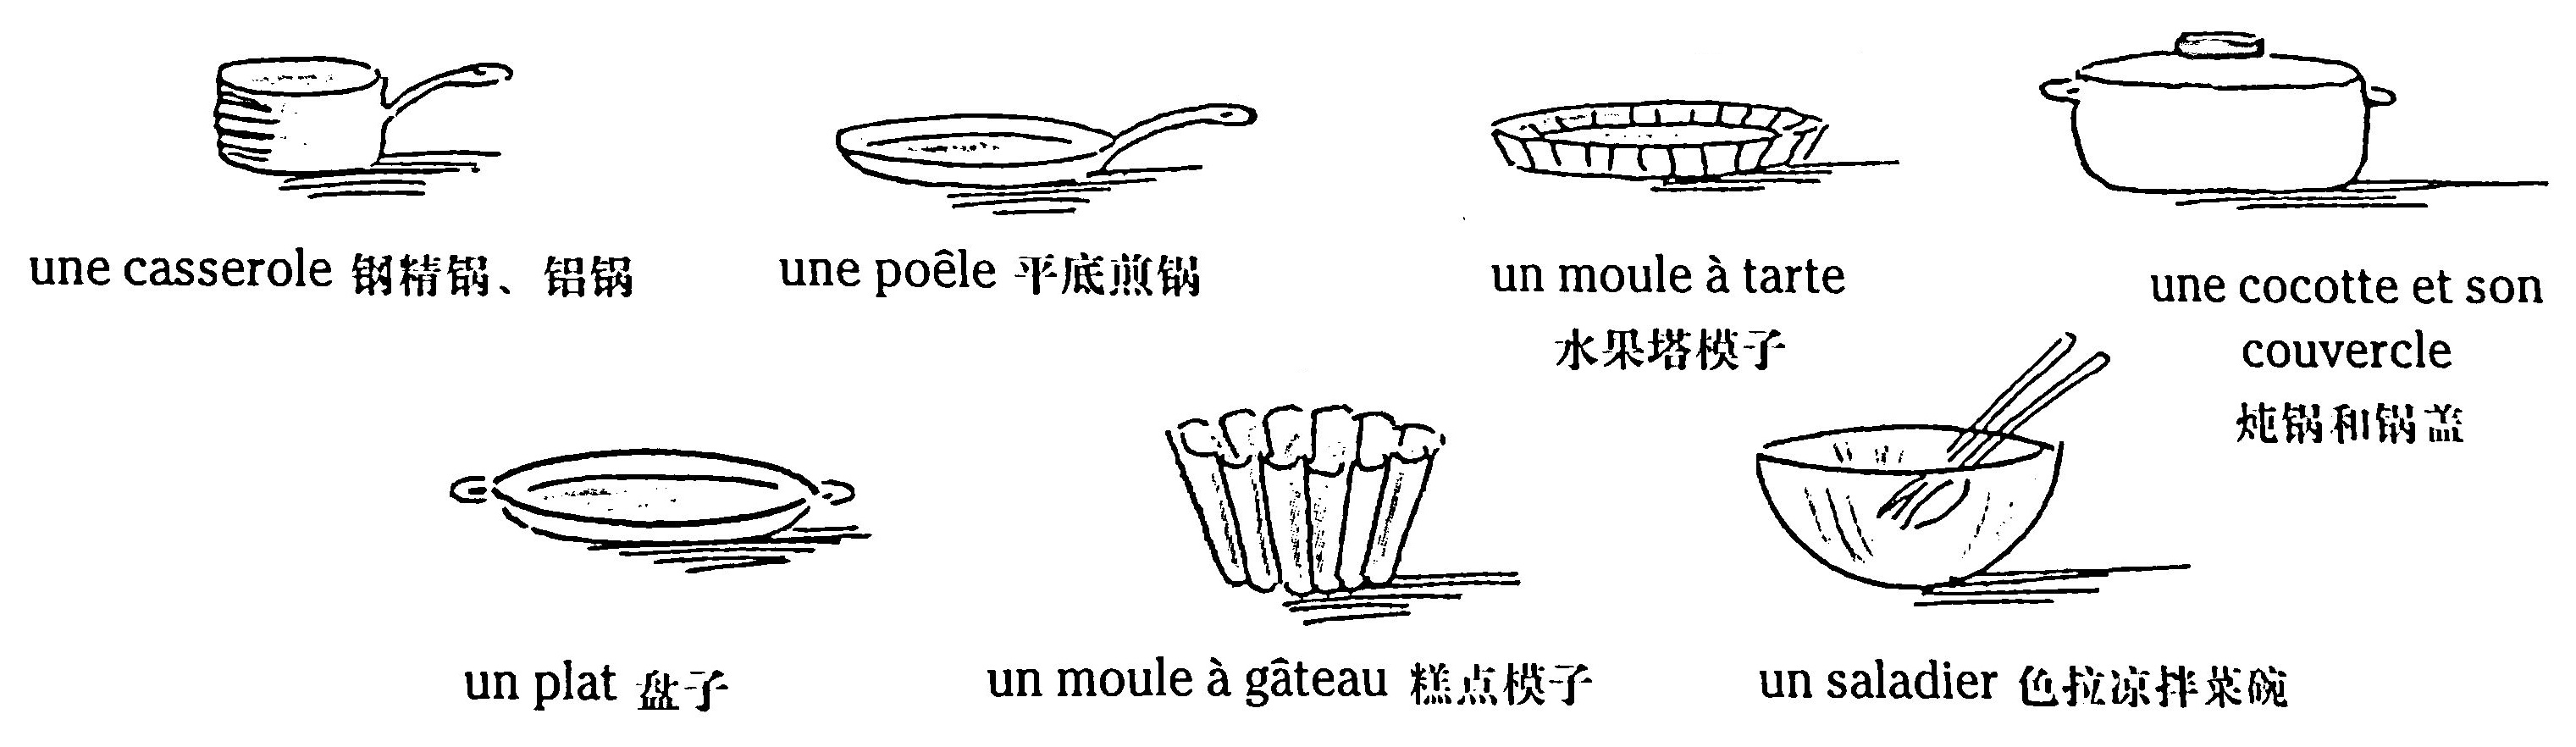 une casserole 钢精锅、铝锅
une poêle 平底煎锅
un moule à tarte
水果塔模子
une cocotte et son
couvercle
炖锅和锅盖
un plat 盘子
un moule à gâteau 糕点模子
un saladier 色拉凉拌菜碗